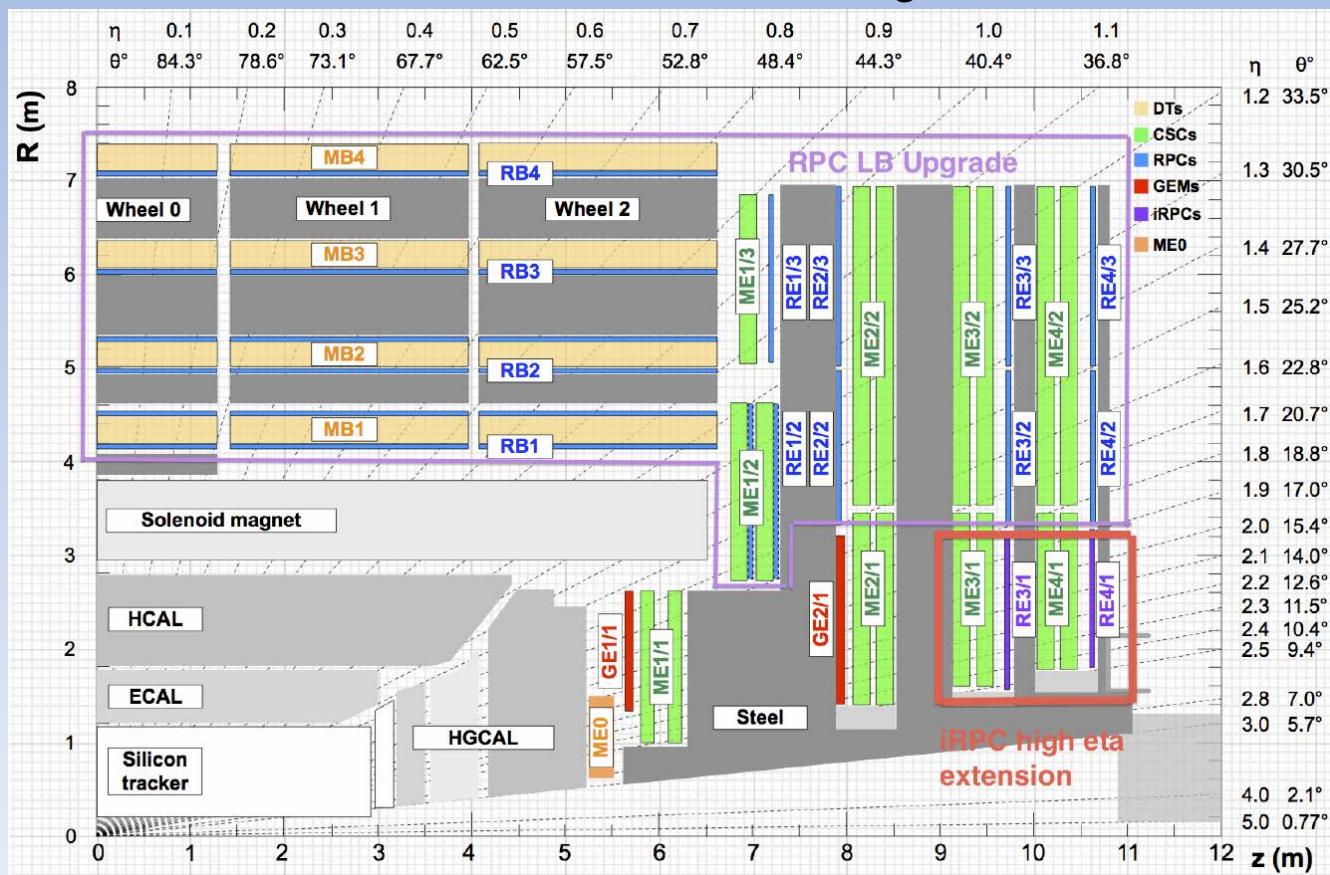 η 0.1 0.2 0.3 0.4 0.5 0.6 0.7 0.8 0.9 1.0 1.1
θ° 84.3° 78.6° 73.1° 67.7° 62.5° 57.5° 52.8° 48.4° 44.3° 40.4° 36.8° η θ°
R (m)
8
7
6
5
4
3
2
1
0
1.2 33.5°
1.3 30.5°
1.4 27.7°
1.5 25.2°
1.6 22.8°
1.7 20.7°
1.8 18.8°
1.9 17.0°
2.0 15.4°
2.1 14.0°
2.2 12.6°
2.3 11.5°
2.4 10.4°
2.5 9.4°
2.8 7.0°
3.0 5.7°
4.0 2.1°
5.0 0.77°
DTs
CSCs
RPCs
GEMs
iRPCs
ME0
RPC LB Upgrade
MB4
RB4
Wheel 0 Wheel 1 Wheel 2
MB3
RB3
MB2
RB2
MB1
RB1
ME1/3
RE1/3
RE2/3
ME2/2
ME3/2
RE3/3
ME4/2
RE4/3
ME1/2
RE1/2
RE2/2
RE3/2
RE4/2
Solenoid magnet
HCAL
ECAL
Silicon
tracker
HGCAL
ME0
GE1/1
ME1/1
Steel
GE2/1
ME2/1
ME3/1
RE3/1
ME4/1
RE4/1
iRPC high eta
extension
0 1 2 3 4 5 6 7 8 9 10 11 12
z (m)